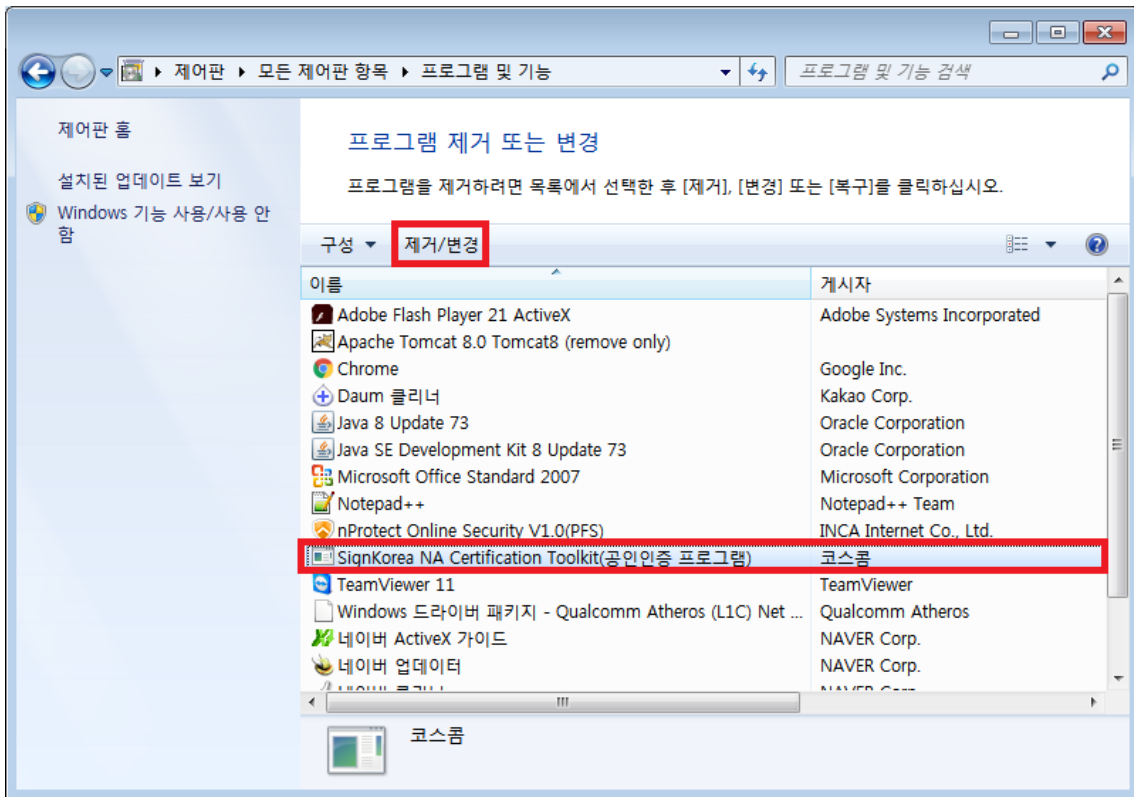 제어판 ▸ 모든 제어판 항목 ▸ 프로그램 및 기능
프로그램 및 기능 검색
제어판 홈
설치된 업데이트 보기
Windows 기능 사용/사용 안
함
프로그램 제거 또는 변경
프로그램을 제거하려면 목록에서 선택한 후 [제거], [변경] 또는 [복구]를 클릭하십시오.
구성 제거/변경
이름 게시자
Adobe Flash Player 21 ActiveX Adobe Systems Incorporated
Apache Tomcat 8.0 Tomcat8 (remove only)
Chrome Google Inc.
Daum 클리너 Kakao Corp.
Java 8 Update 73 Oracle Corporation
Java SE Development Kit 8 Update 73 Oracle Corporation
Microsoft Office Standard 2007 Microsoft Corporation
Notepad++ Notepad++ Team
nProtect Online Security V1.0(PFS) INCA Internet Co., Ltd.
SignKorea NA Certification Toolkit(공인인증 프로그램) 코스콤
TeamViewer 11 TeamViewer
Windows 드라이버 패키지 - Qualcomm Atheros (L1C) Net ... Qualcomm Atheros
네이버 ActiveX 가이드 NAVER Corp.
네이버 업데이터 NAVER Corp.
코스콤